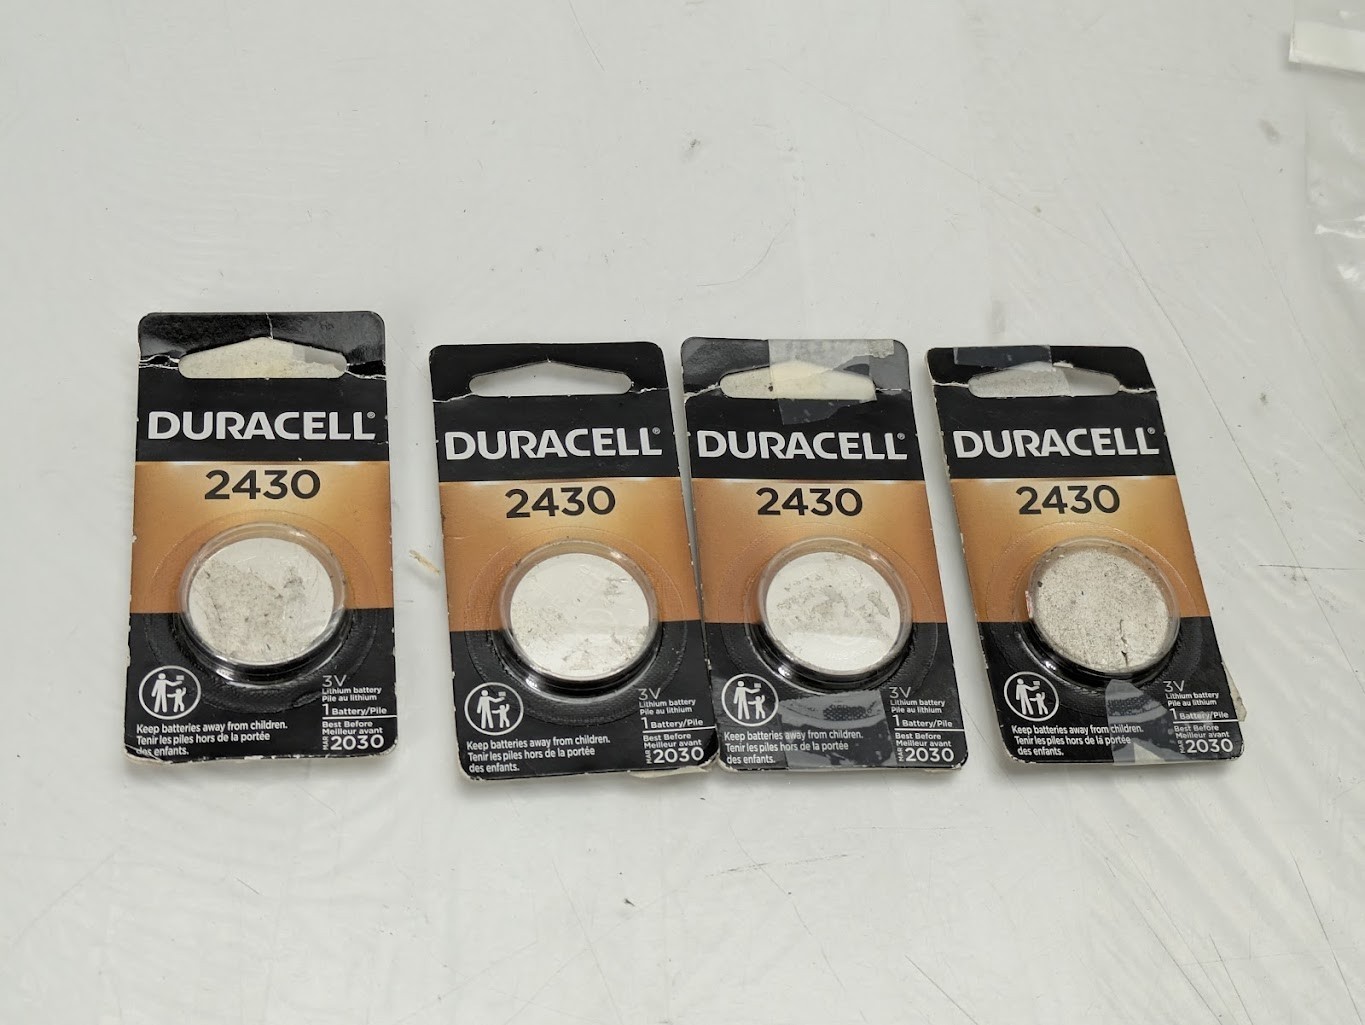 DURACELL®
2430
3V
Lithium battery
Pile au lithium
1 Battery/Pile
Keep batteries away from children.
Tenir les piles hors de la portée
des enfants.
Best Before
Meilleur avant
MAR 2030
DURACELL®
2430
3V
Lithium battery
Pile au lithium
1 Battery/Pile
Keep batteries away from children.
Tenir les piles hors de la portée
des enfants.
Best Before
Meilleur avant
MAR 2030
DURACELL®
2430
3V
Lithium battery
Pile au lithium
1 Battery/Pile
Keep batteries away from children.
Tenir les piles hors de la portée
des enfants.
Best Before
Meilleur avant
MAR 2030
DURACELL®
2430
3V
Lithium battery
Pile au lithium
1 Battery/Pile
Keep batteries away from children.
Tenir les piles hors de la portée
des enfants.
Best Before
Meilleur avant
MAR 2030